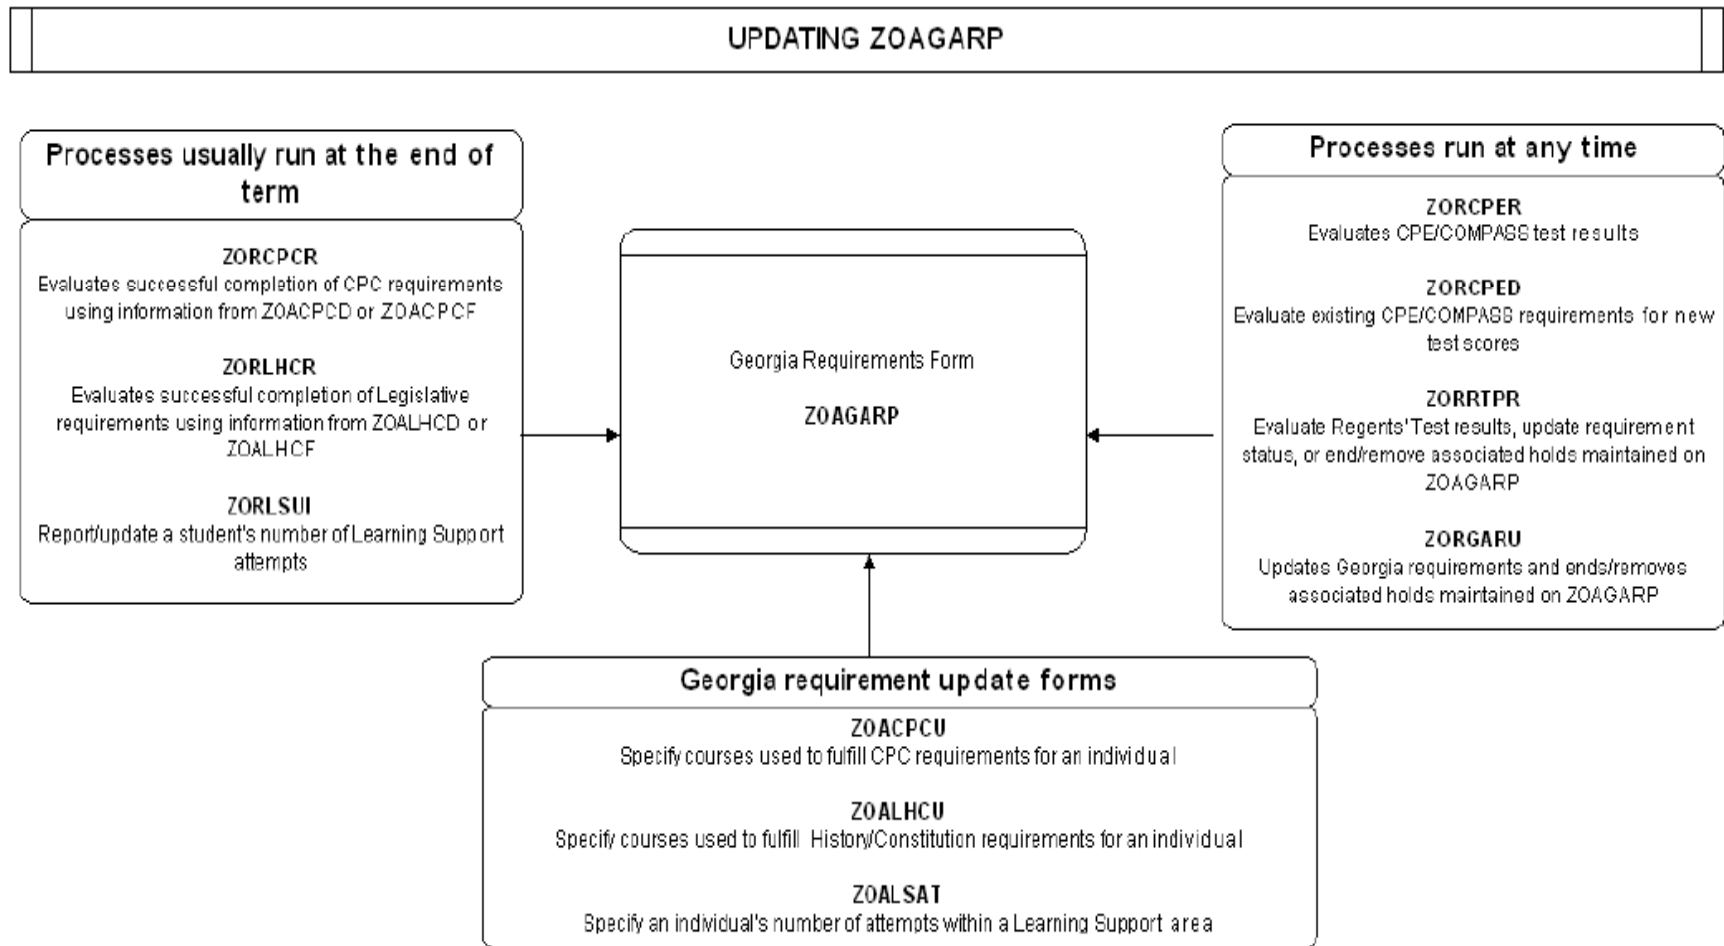 UPDATING ZOAGARP
Processes usually run at the end of
term
ZORCPCR
Evaluates successful completion of CPC requirements
using information from ZOACPCD or ZOACPCF
ZORLHCR
Evaluates successful completion of Legislative
requirements using information from ZOALHCD or
ZOALHCF
ZORLSUI
Report/update a student's number of Learning Support
attempts
Georgia Requirements Form
ZOAGARP
Processes run at any time
ZORCPER
Evaluates CPE/COMPASS test results
ZORCPED
Evaluate existing CPE/COMPASS requirements for new
test scores
ZORRTPR
Evaluate Regents' Test results, update requirement
status, or end/remove associated holds maintained on
ZOAGARP
ZORGARU
Updates Georgia requirements and ends/removes
associated holds maintained on ZOAGARP
Georgia requirement update forms
ZOACPCU
Specify courses used to fulfill CPC requirements for an individual
ZOALHCU
Specify courses used to fulfill History/Constitution requirements for an individual
ZOALSAT
Specify an individual's number of attempts within a Learning Support area